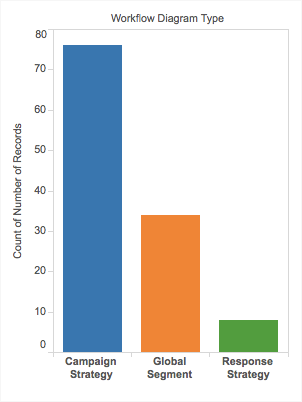 Workflow Diagram Type
Count of Number of Records
80
70
60
50
40
30
20
10
0
Campaign Strategy
Global Segment
Response Strategy